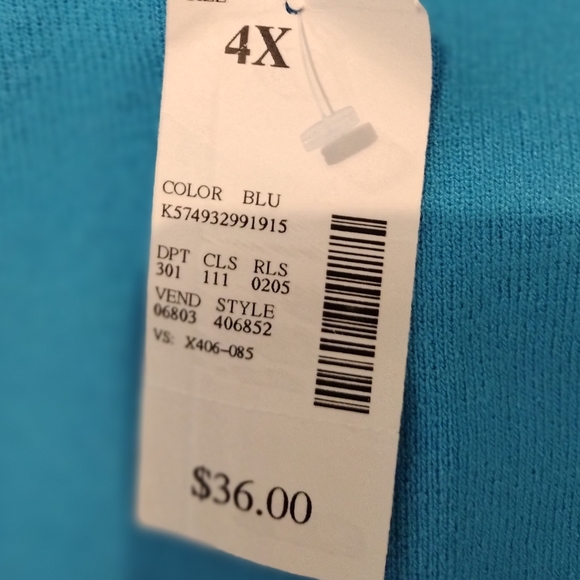 4X
COLOR BLU
K574932991915
DPT CLS RLS
301 111 0205
VEND STYLE
06803 406852
VS: X406-085
$36.00